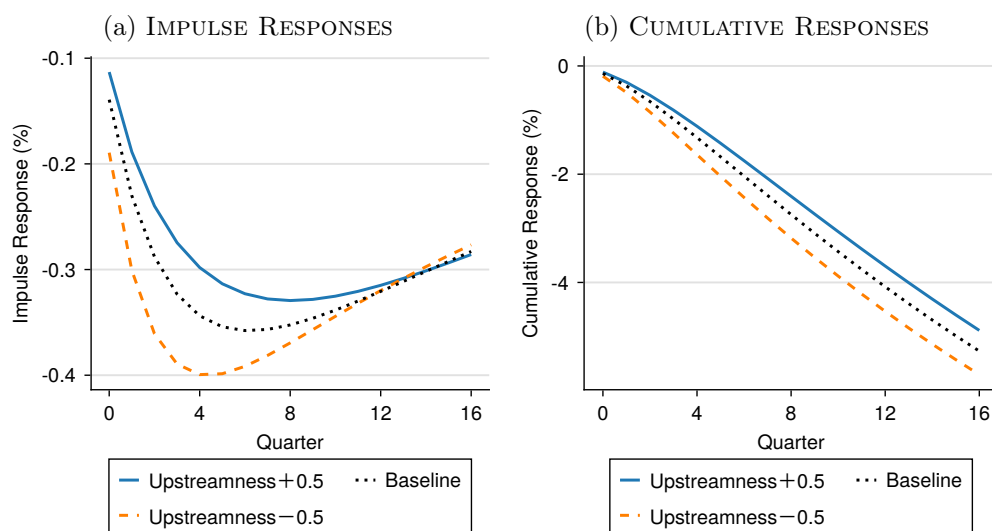 (a) IMPULSE RESPONSES
-0.1
-0.2
-0.3
-0.4
Impulse Response (%)
0 4 8 12 16
Quarter
Upstreamness+0.5 Baseline
Upstreamness−0.5
(b) CUMULATIVE RESPONSES
0
-2
-4
Cumulative Response (%)
0 4 8 12 16
Quarter
Upstreamness+0.5 Baseline
Upstreamness−0.5